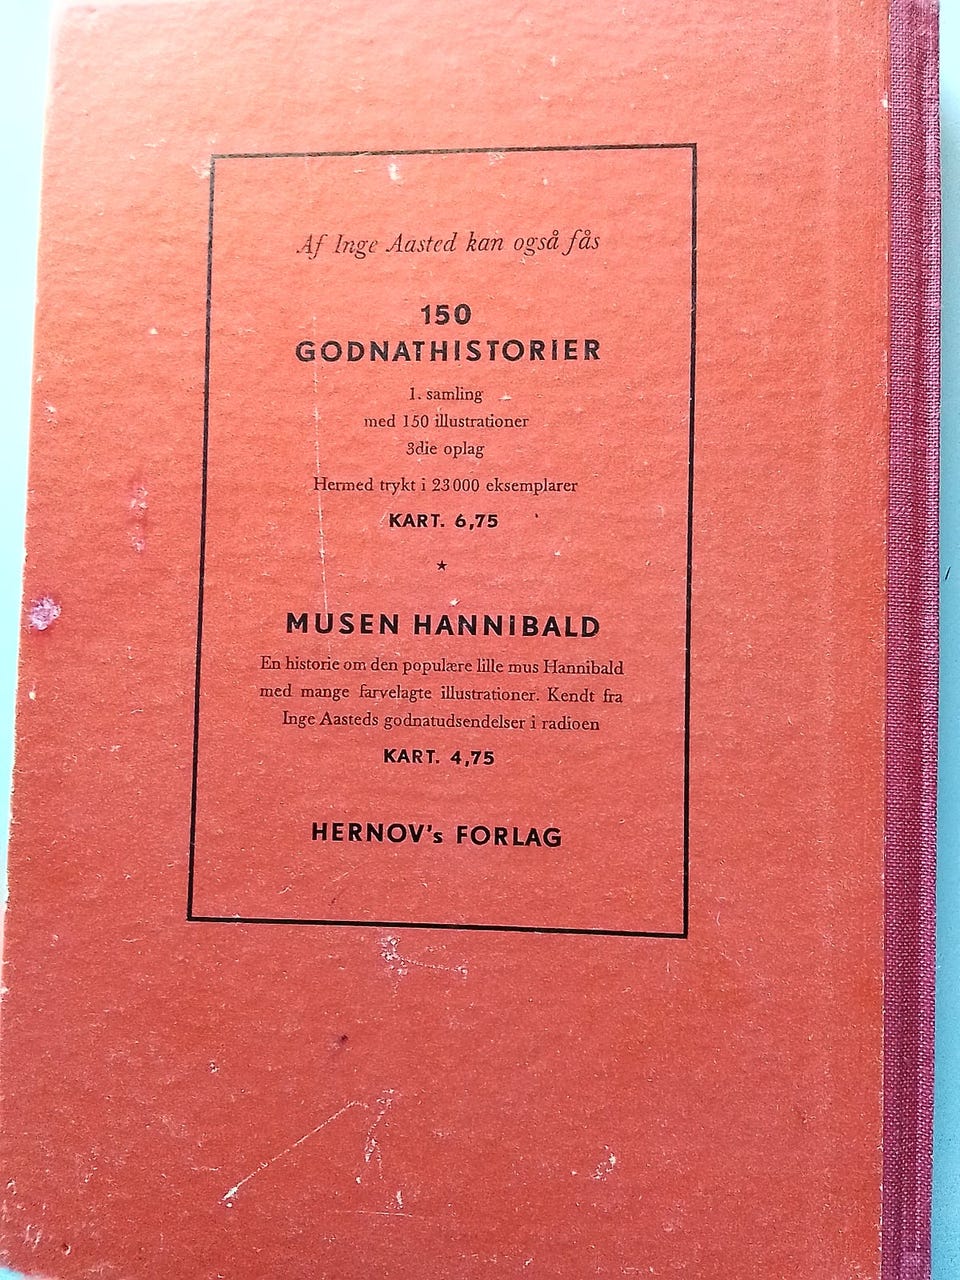 Af Inge Aasted kan også fås
150
GODNATHISTORIER
1. samling
med 150 illustrationer
3die oplag
Hermed trykt i 23000 eksemplarer
KART. 6,75
★
MUSEN HANNIBALD
En historie om den populære lille mus Hannibald
med mange farvelagte illustrationer. Kendt fra
Inge Aasteds godnatudsendelser i radioen
KART. 4,75
HERNOV's FORLAG